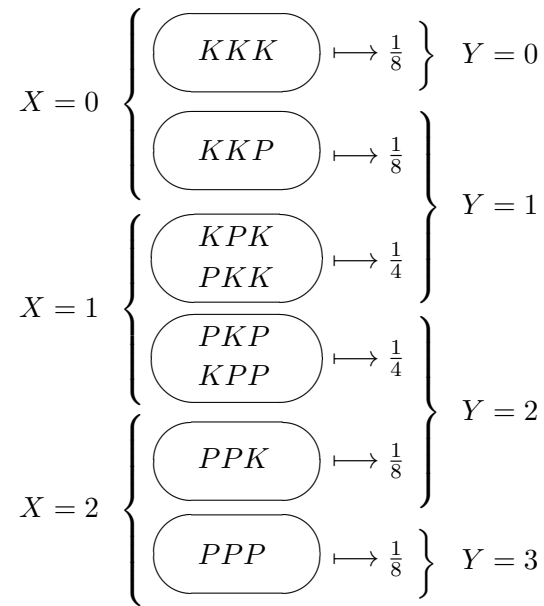 KKK ⟼ 1/8 } Y = 0
X = 0 {
KKP ⟼ 1/8
Y = 1
KPK
PKK ⟼ 1/4
X = 1 {
PKP
KPP ⟼ 1/4
Y = 2
PPK ⟼ 1/8
X = 2 {
PPP ⟼ 1/8 } Y = 3